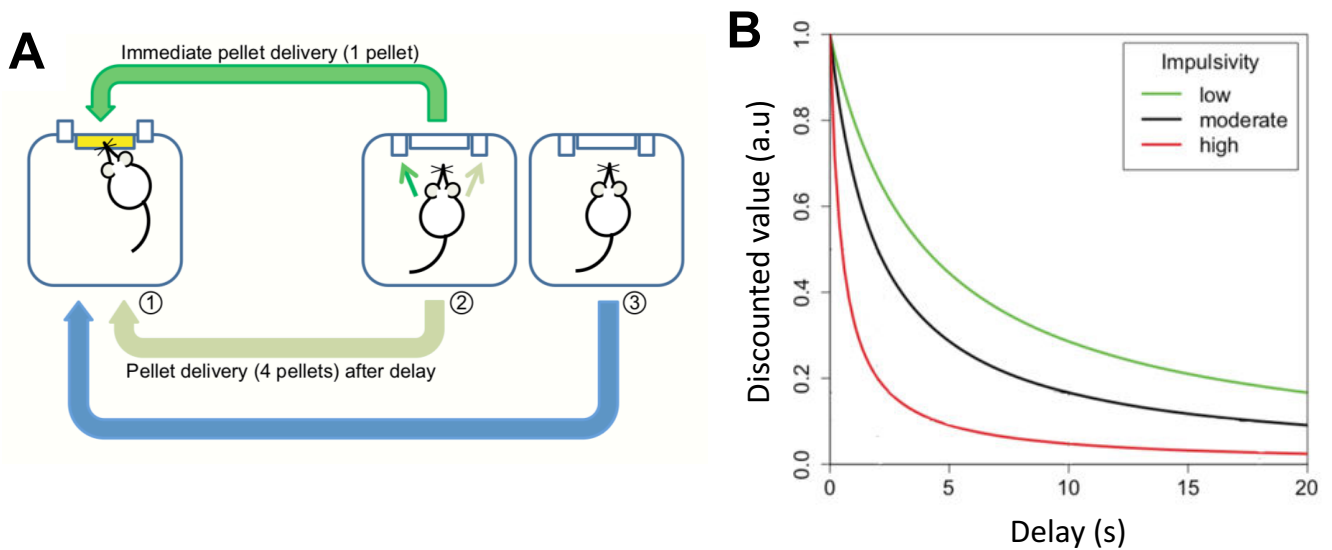 A
Immediate pellet delivery (1 pellet)
①
②
③
Pellet delivery (4 pellets) after delay
B
Discounted value (a.u)
1.0
0.8
0.6
0.4
0.2
0.0
Impulsivity
low
moderate
high
0
5
10
15
20
Delay (s)